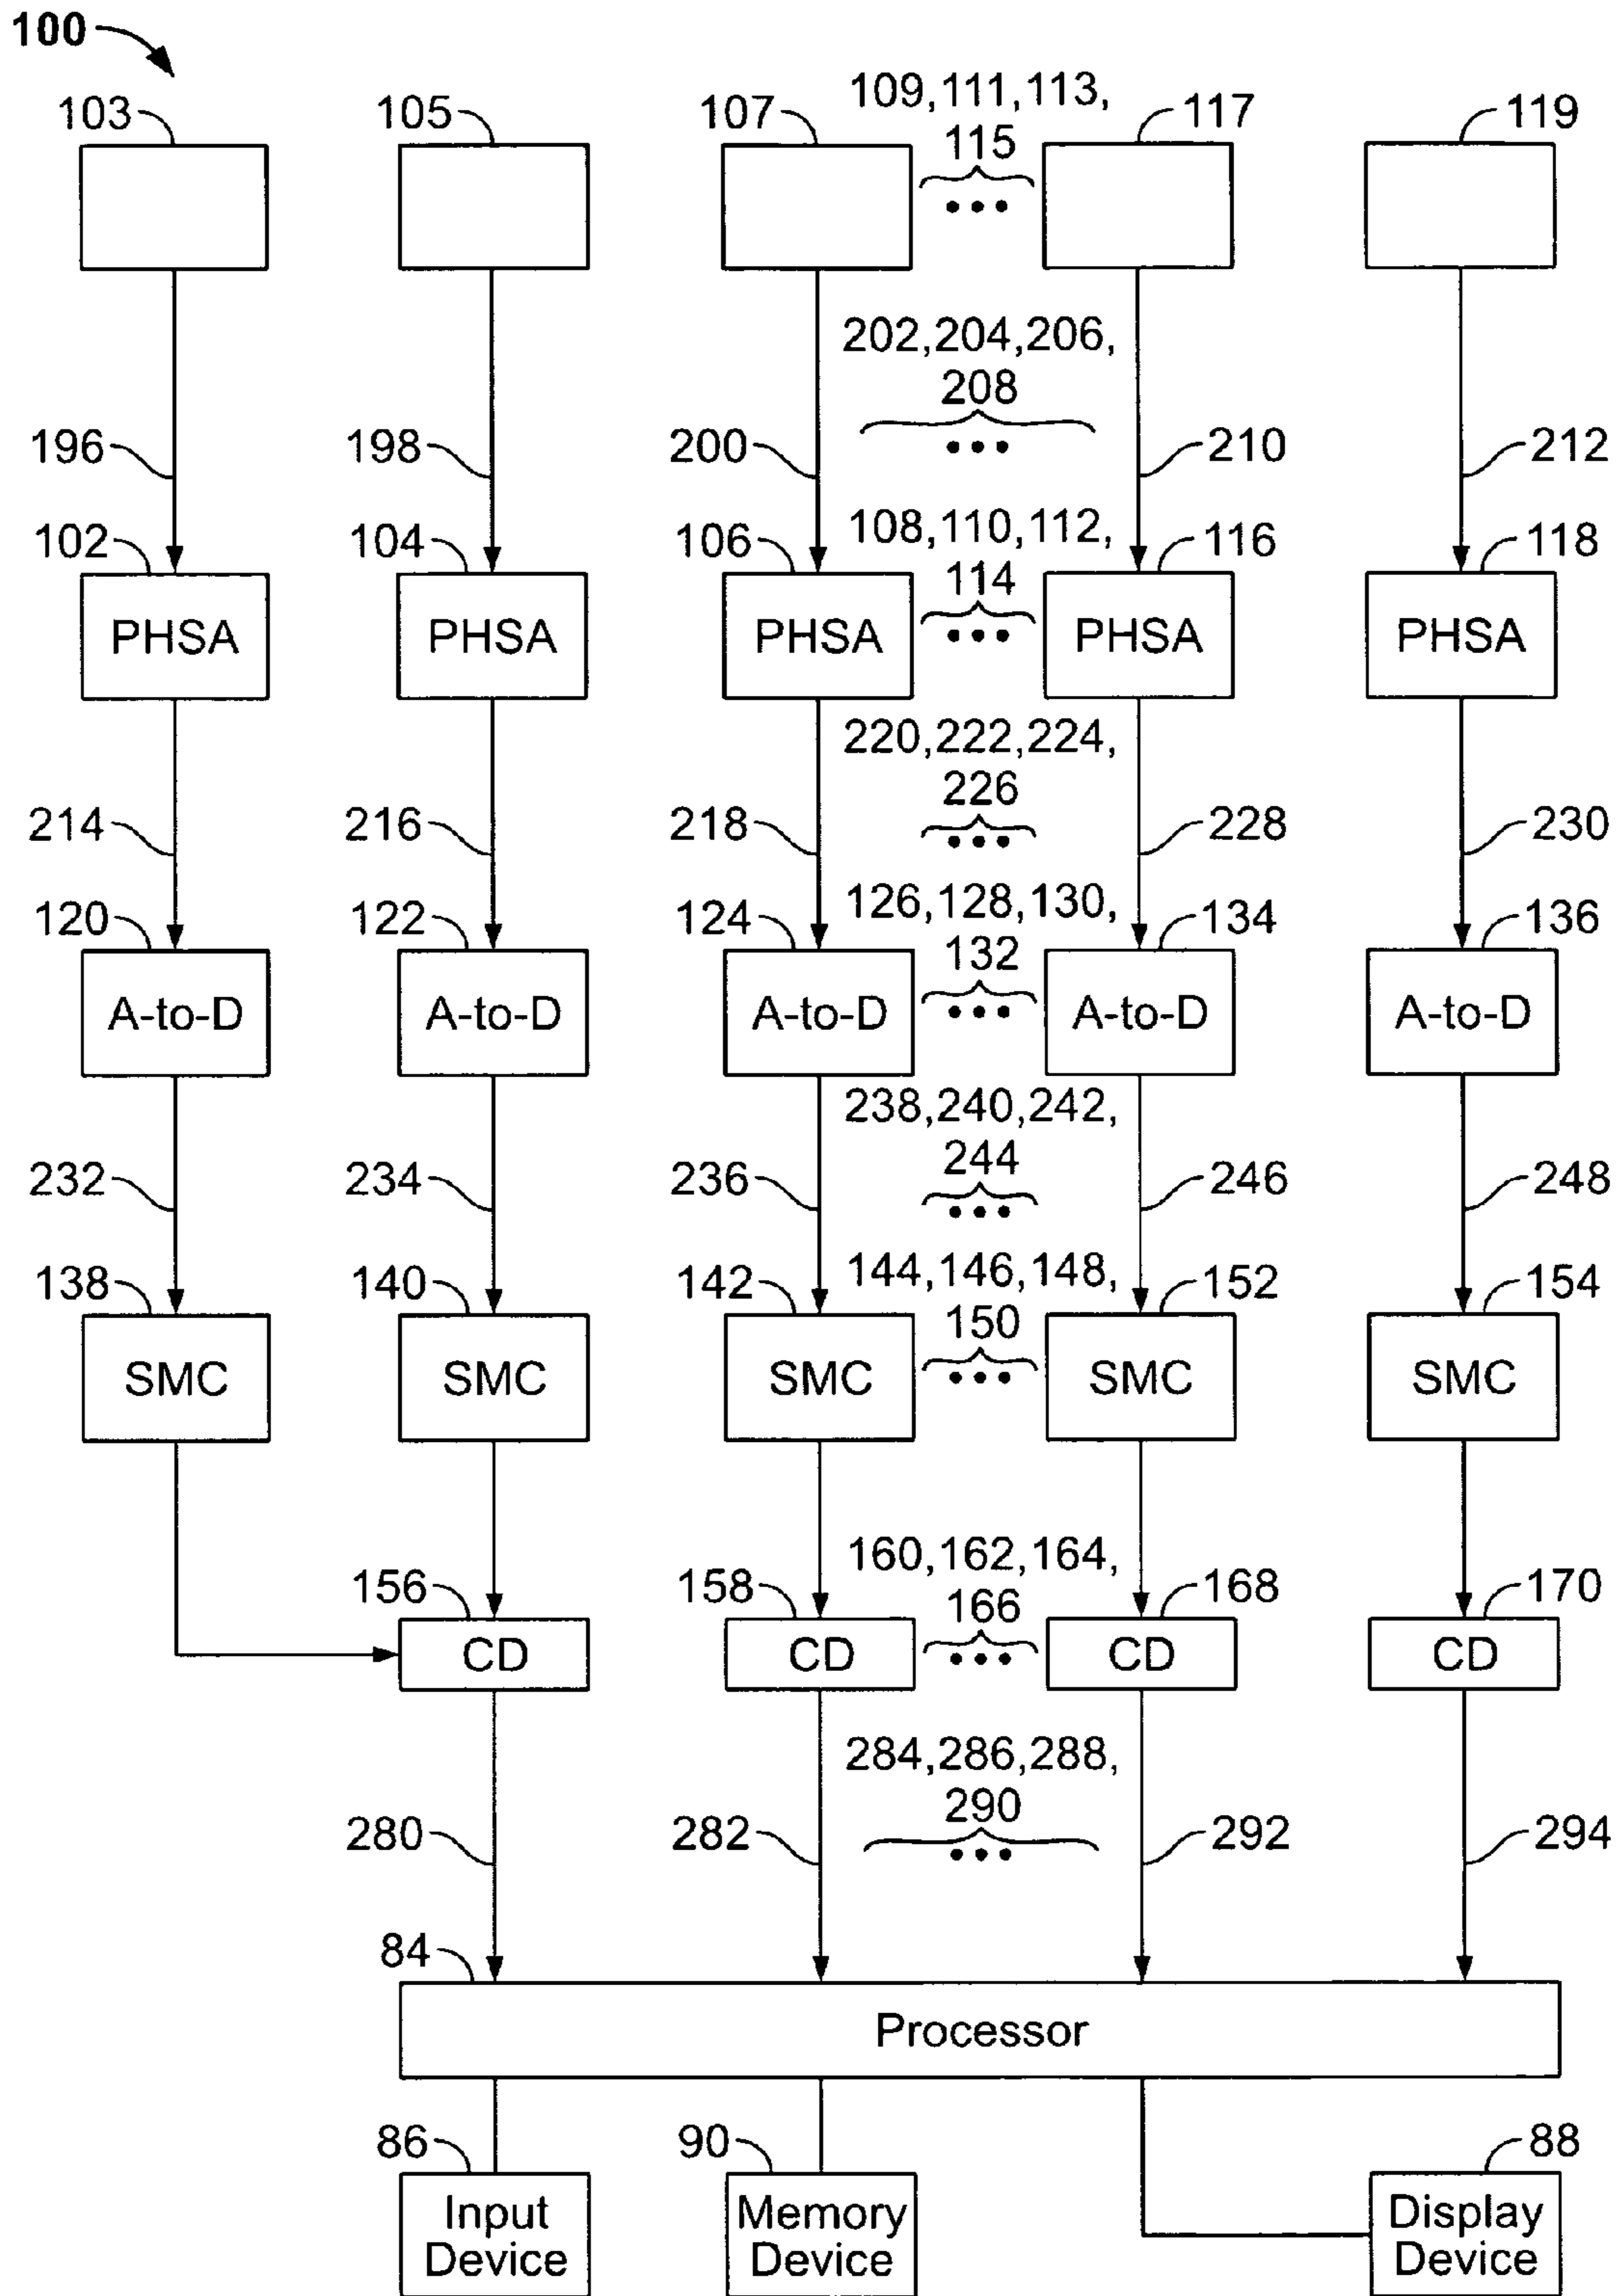 100
103 105 107 109,111,113, 117 119
115
202,204,206,
208
196 198 200 210 212
102 104 106 108,110,112, 116 118
114
PHSA PHSA PHSA PHSA PHSA
220,222,224,
226
214 216 218 228 230
120 122 124 126,128,130, 134 136
132
A-to-D A-to-D A-to-D A-to-D A-to-D
238,240,242,
244
232 234 236 246 248
138 140 142 144,146,148, 152 154
150
SMC SMC SMC SMC SMC
160,162,164,
156 158 166 168 170
CD CD CD CD
284,286,288,
290
280 282 292 294
84
Processor
86 90 88
Input Memory Display
Device Device Device